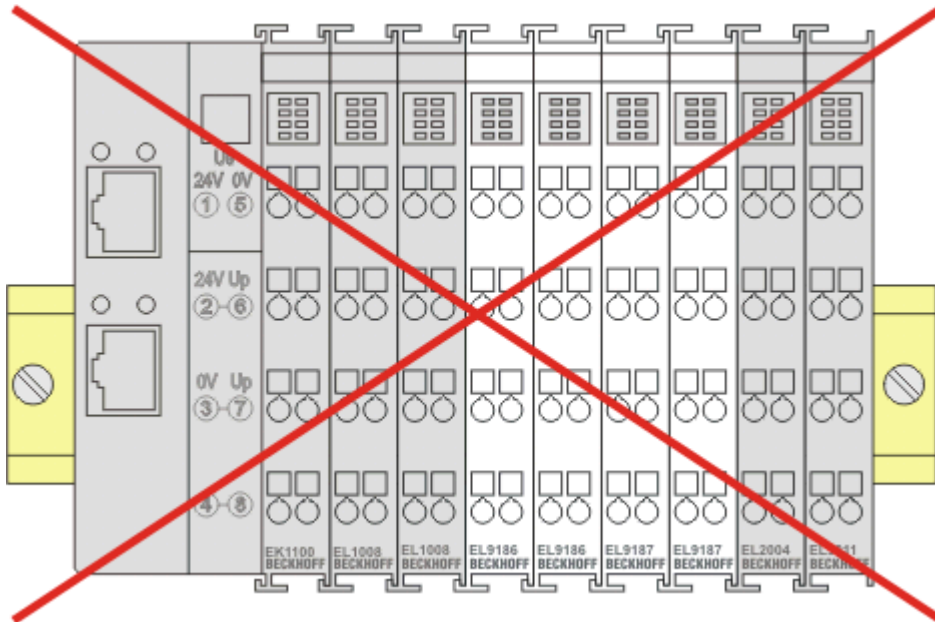 Us
24V 0V
1 5
24V Up
2 6
0V Up
3 7
4 8
EK1100 EL1008 EL1008 EL9186 EL9186 EL9187 EL9187 EL2004
BECKHOFF BECKHOFF BECKHOFF BECKHOFF BECKHOFF BECKHOFF BECKHOFF BECKHOFF BECKHOFF